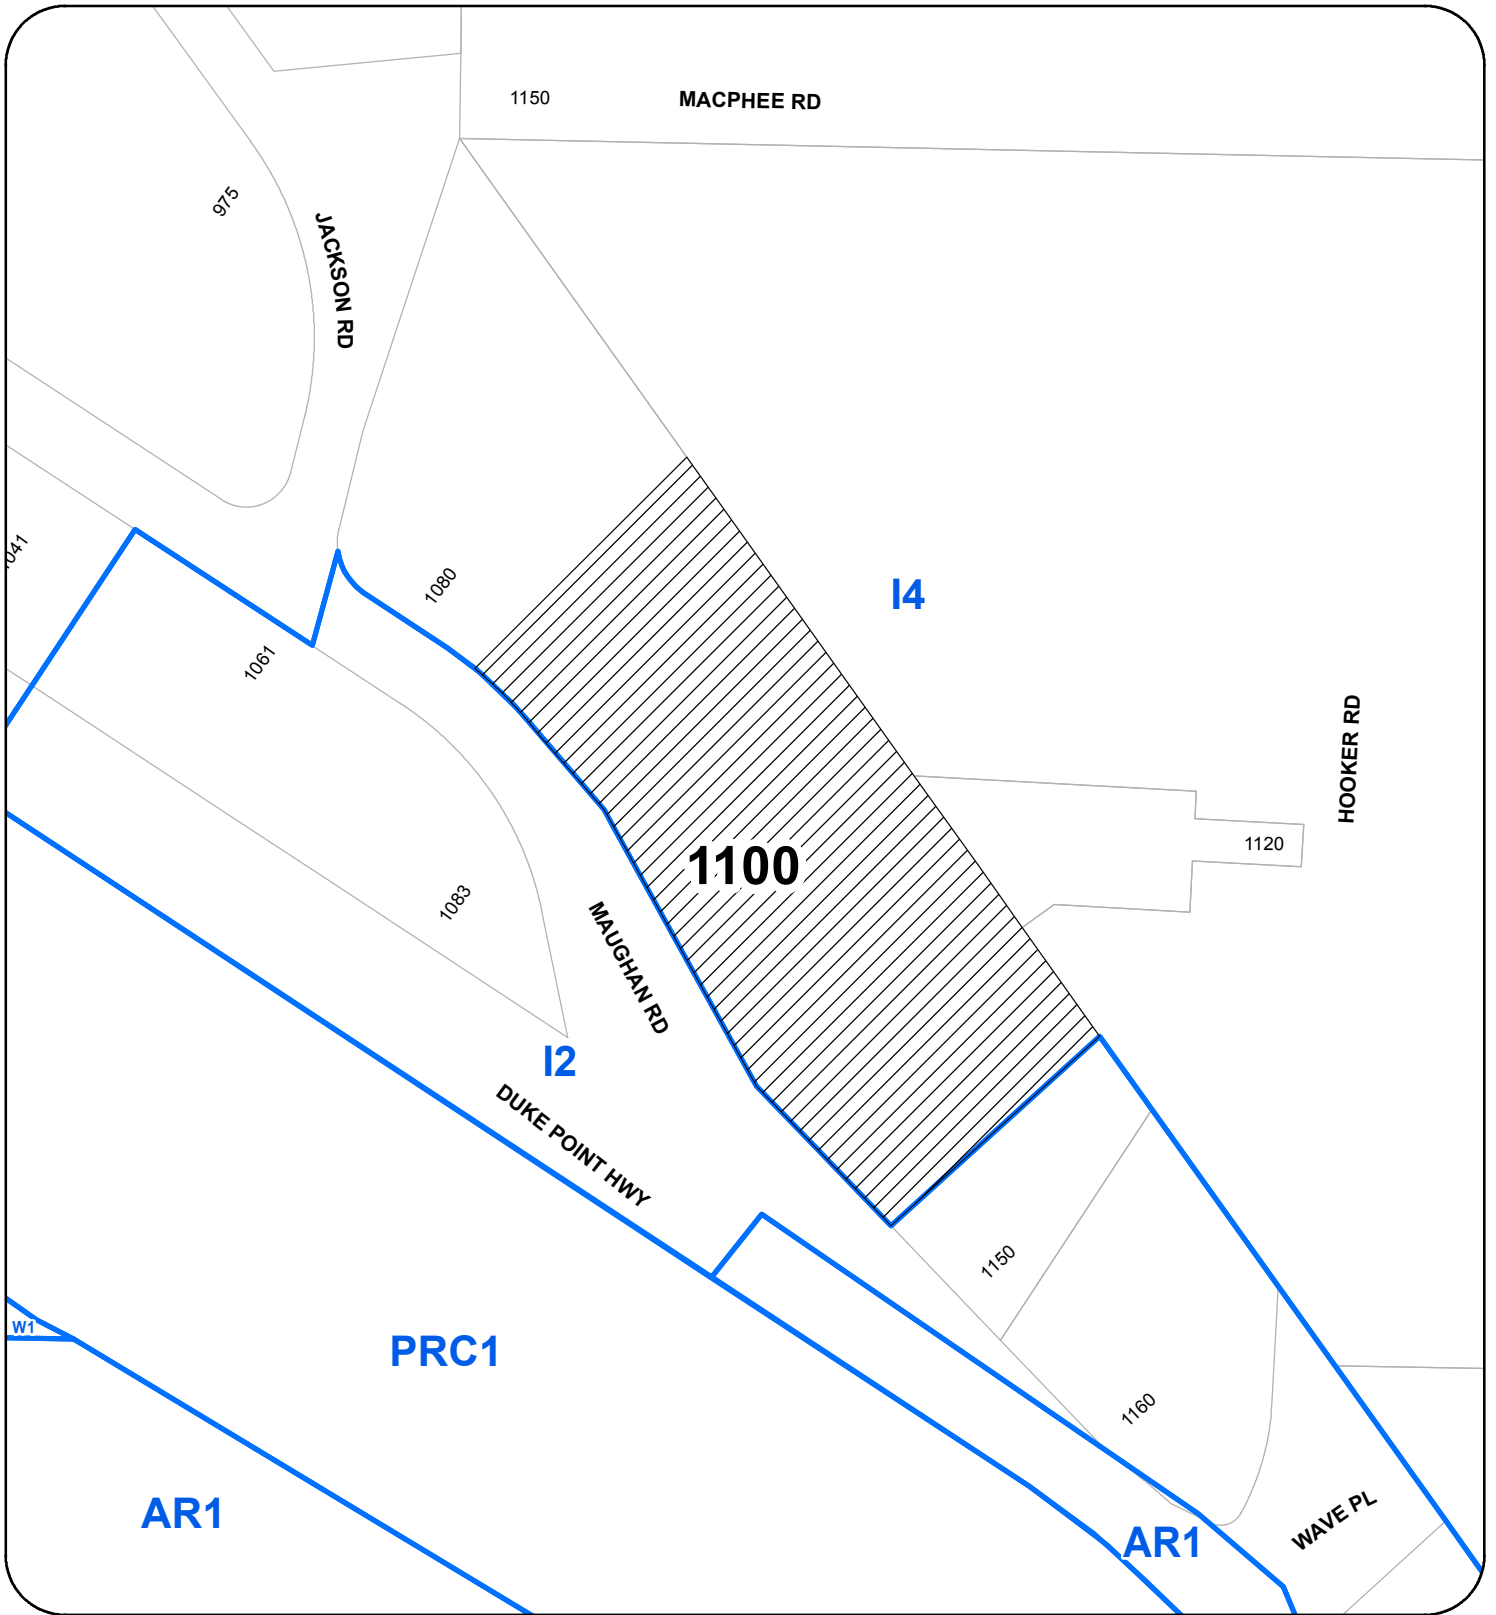 1150
MACPHEE RD
975
JACKSON RD
1080
I4
1061
HOOKER RD
1120
1100
1083
MAUGHAN RD
I2
DUKE POINT HWY
1150
W1
PRC1
1160
AR1
AR1
WAVE PL